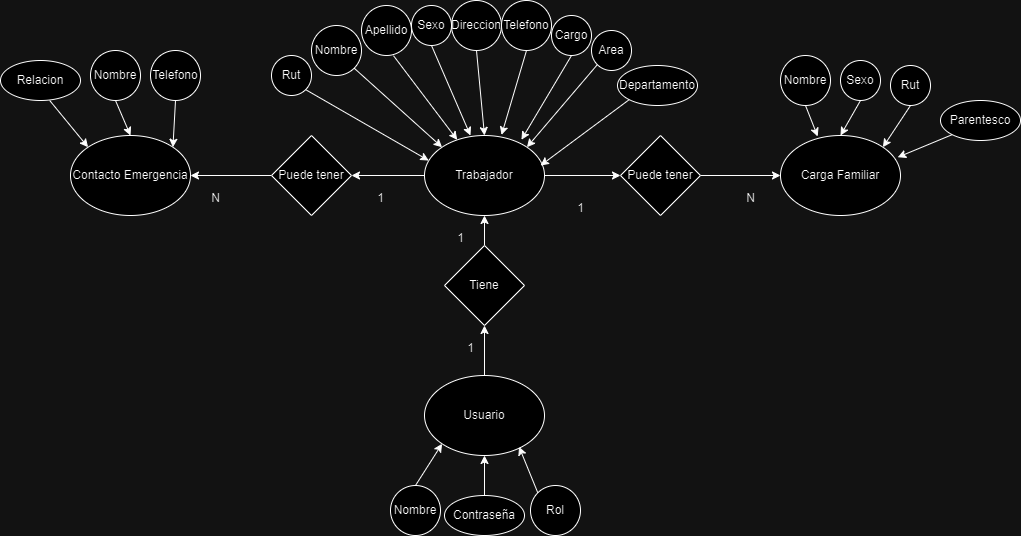 Relacion
Nombre
Telefono
Rut
Nombre
Apellido
Sexo
Direccion
Telefono
Cargo
Area
Departamento
Nombre
Sexo
Rut
Parentesco
Contacto Emergencia
Puede tener
Trabajador
Puede tener
Carga Familiar
N
1
1
N
1
Tiene
1
Usuario
Nombre
Contraseña
Rol